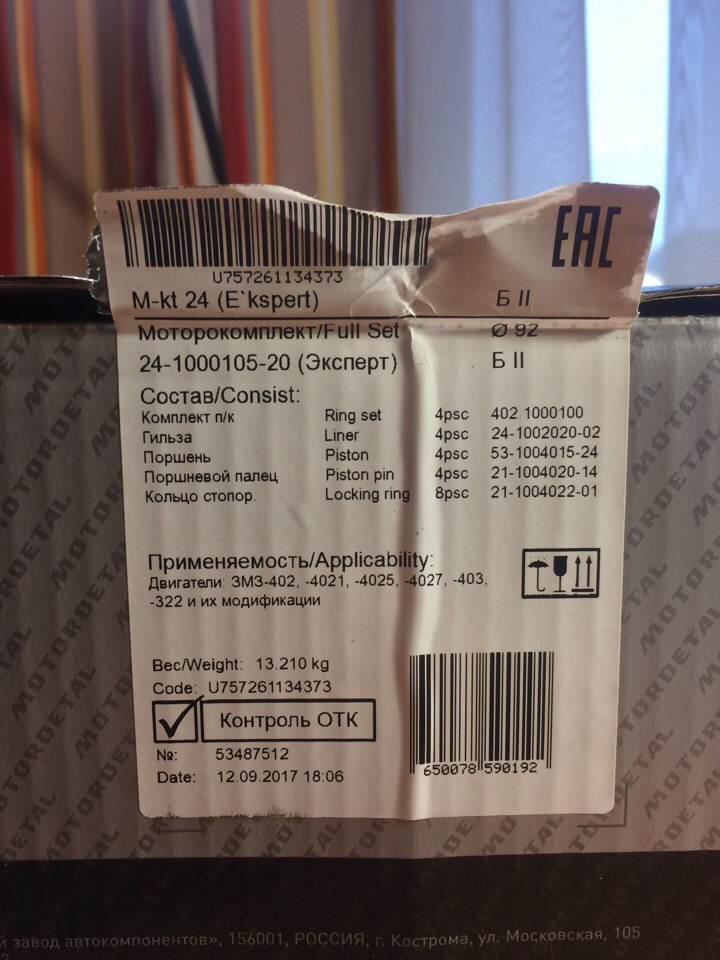 EAC
U757261134373
M-kt 24 (E`kspert) Б II
Моторокомплект/Full Set Ø 92
24-1000105-20 (Эксперт) Б II
Состав/Consist:
Комплект п/к Ring set 4psc 402.1000100
Гильза Liner 4psc 24-1002020-02
Поршень Piston 4psc 53-1004015-24
Поршневой палец Piston pin 4psc 21-1004020-14
Кольцо стопор. Locking ring 8psc 21-1004022-01
Применяемость/Applicability:
Двигатели: ЗМЗ-402, -4021, -4025, -4027, -403,
-322 и их модификации
Вес/Weight: 13.210 kg
Code: U757261134373
Контроль ОТК
№: 53487512
Date: 12.09.2017 18:06
650078 590192
MOTORDETAL
й завод автокомпонентов», 156001, РОССИЯ, г. Кострома, ул. Московская, 105